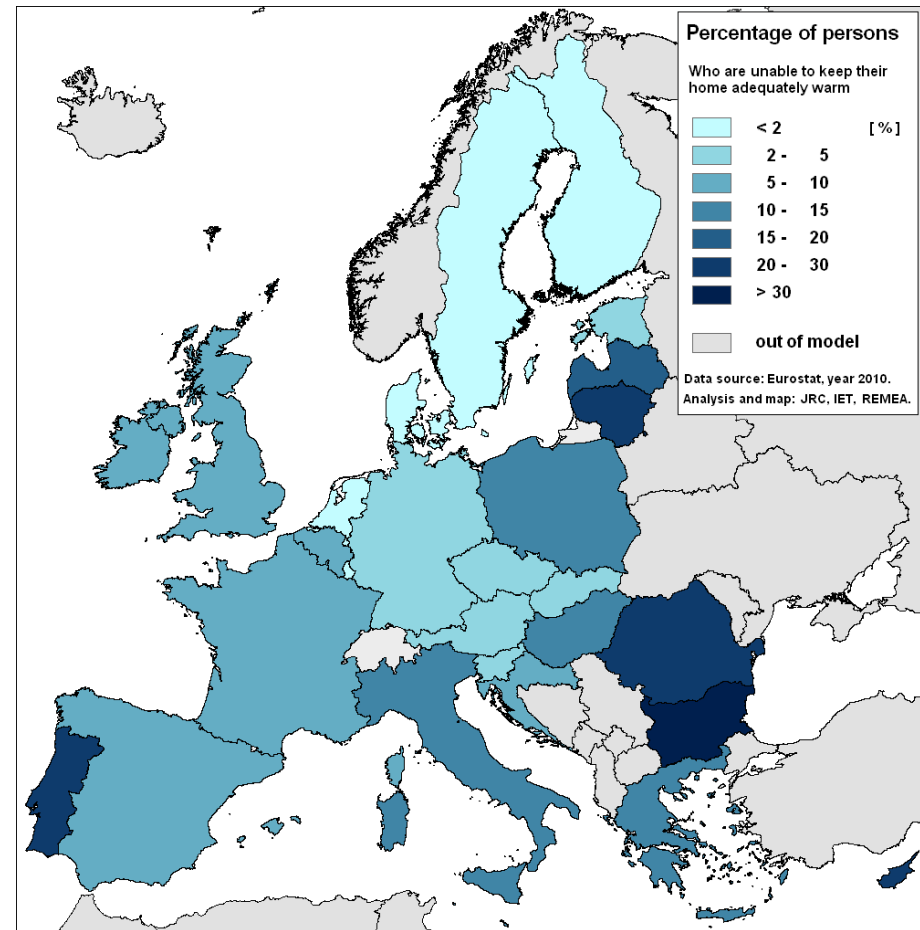 Percentage of persons
Who are unable to keep their
home adequately warm
< 2 [%]
2 - 5
5 - 10
10 - 15
15 - 20
20 - 30
> 30
out of model
Data source: Eurostat, year 2010.
Analysis and map: JRC, IET, REMEA.